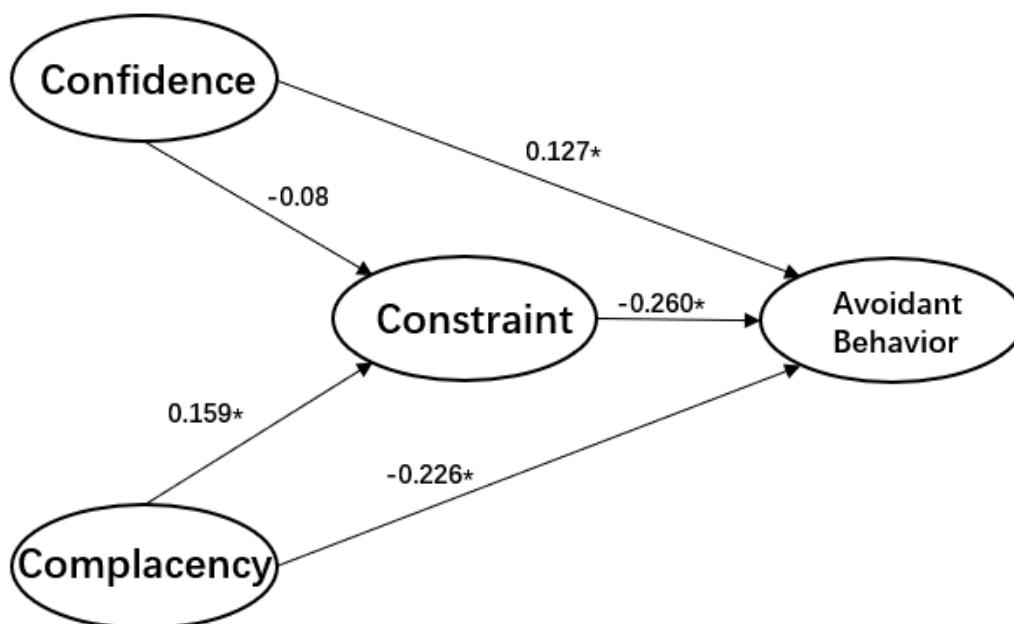 Confidence
0.127*
-0.08
Constraint
-0.260*
Avoidant
Behavior
0.159*
-0.226*
Complacency